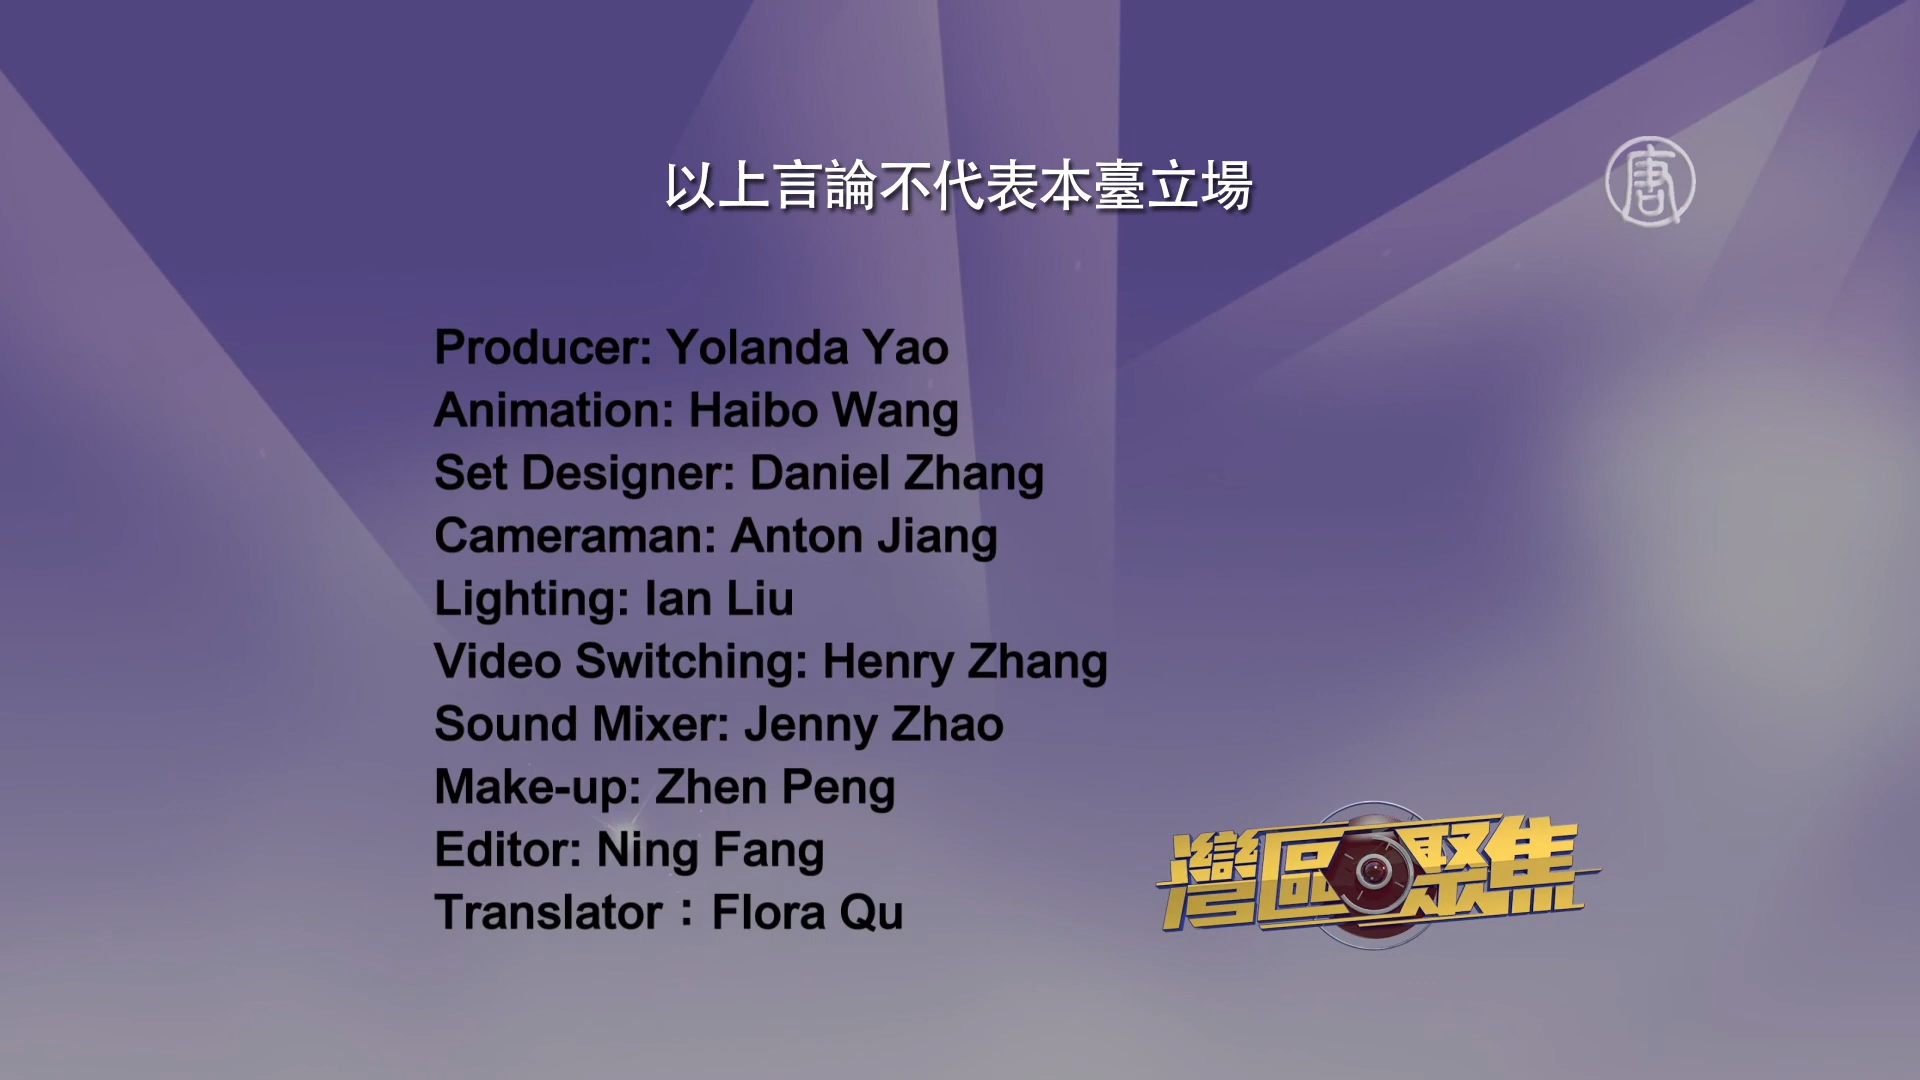 以上言論不代表本臺立場
唐
Producer: Yolanda Yao
Animation: Haibo Wang
Set Designer: Daniel Zhang
Cameraman: Anton Jiang
Lighting: Ian Liu
Video Switching: Henry Zhang
Sound Mixer: Jenny Zhao
Make-up: Zhen Peng
Editor: Ning Fang
Translator：Flora Qu
灣區聚焦